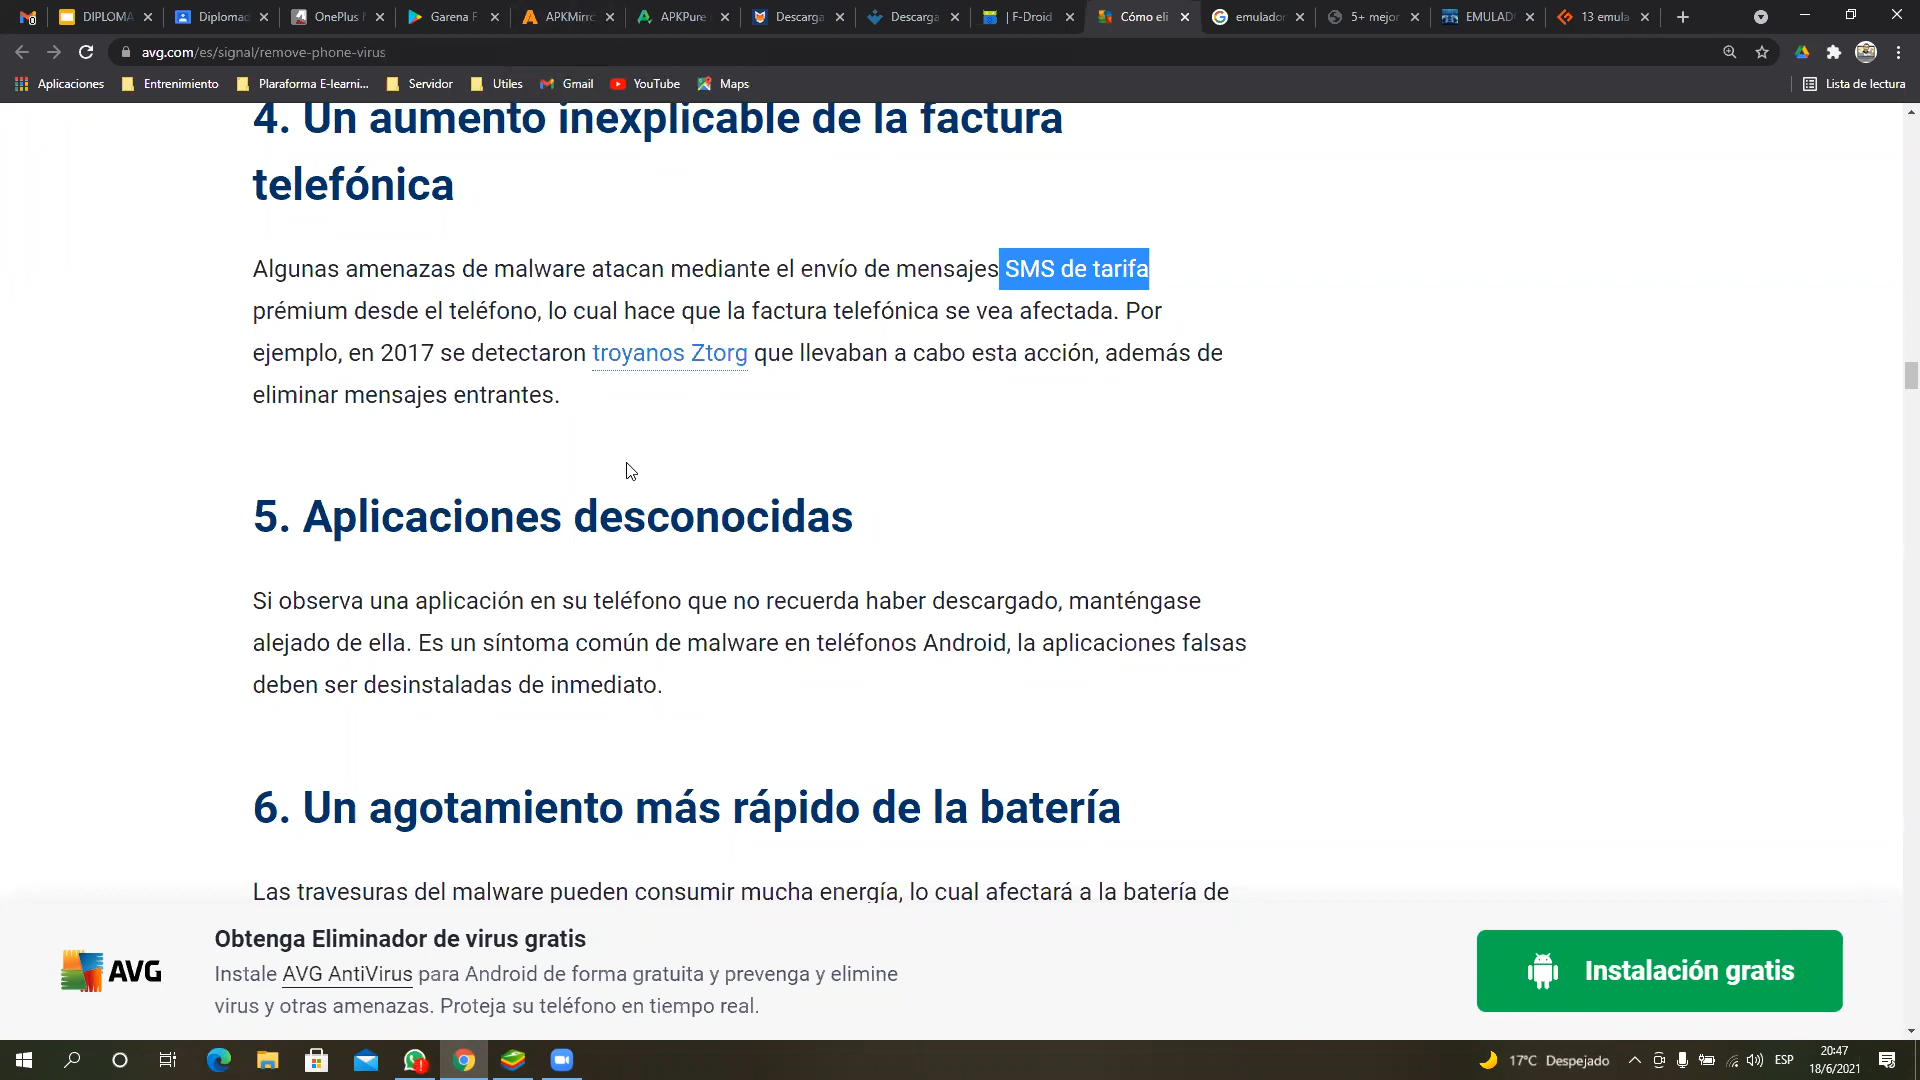 DIPLOMA
Diplomac
OnePlus
Garena F
APKMirro
APKPure
Descarga
Descarga
| F-Droid
Cómo eli
emulador
5+ mejor
EMULAD
13 emula
avg.com/es/signal/remove-phone-virus
Aplicaciones
Entrenimiento
Plaraforma E-learni...
Servidor
Utiles
Gmail
YouTube
Maps
Lista de lectura
4. Un aumento inexplicable de la factura
telefónica
Algunas amenazas de malware atacan mediante el envío de mensajes SMS de tarifa
prémium desde el teléfono, lo cual hace que la factura telefónica se vea afectada. Por
ejemplo, en 2017 se detectaron troyanos Ztorg que llevaban a cabo esta acción, además de
eliminar mensajes entrantes.
5. Aplicaciones desconocidas
Si observa una aplicación en su teléfono que no recuerda haber descargado, manténgase
alejado de ella. Es un síntoma común de malware en teléfonos Android, la aplicaciones falsas
deben ser desinstaladas de inmediato.
6. Un agotamiento más rápido de la batería
Las travesuras del malware pueden consumir mucha energía, lo cual afectará a la batería de
AVG
Obtenga Eliminador de virus gratis
Instale AVG AntiVirus para Android de forma gratuita y prevenga y elimine
virus y otras amenazas. Proteja su teléfono en tiempo real.
Instalación gratis
17°C Despejado
ESP
20:47
18/6/2021